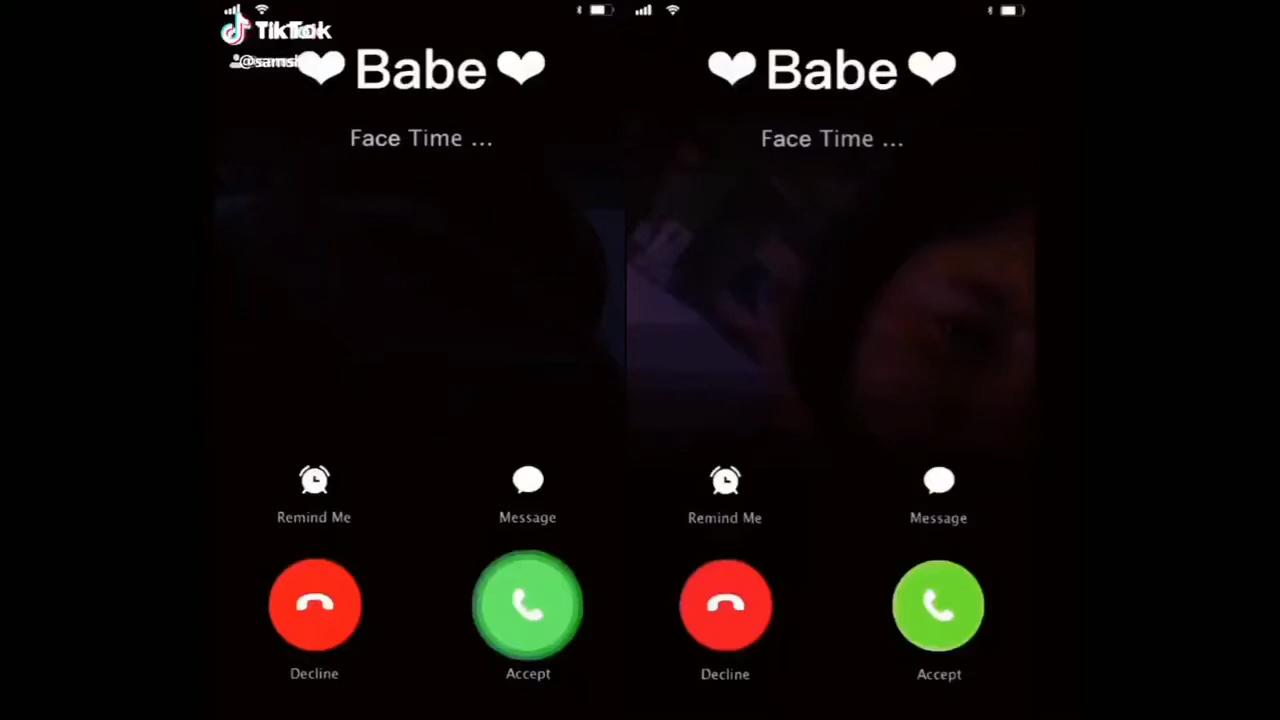 TikTok
❤Babe❤
Face Time ...
Remind Me
Message
Decline
Accept
❤Babe❤
Face Time ...
Remind Me
Message
Decline
Accept